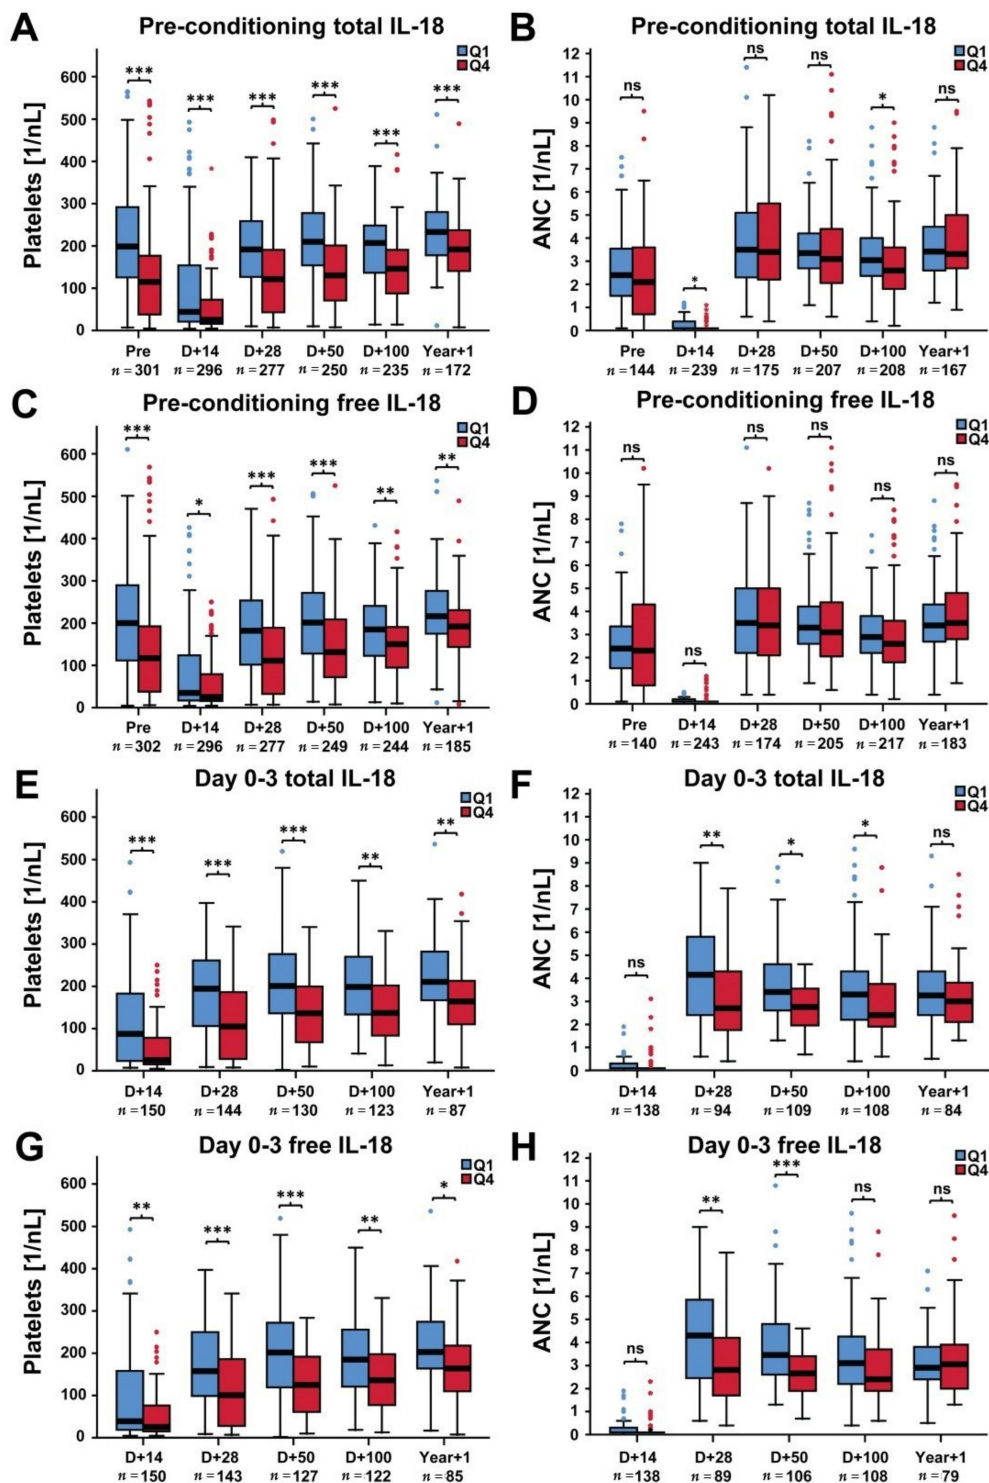 A Pre-conditioning total IL-18
Q1
Q4
Platelets [1/nL]
600
500
400
300
200
100
0
*** *** *** *** *** ***
Pre D+14 D+28 D+50 D+100 Year+1
n=301 n=296 n=277 n=250 n=235 n=172
B Pre-conditioning total IL-18
Q1
Q4
ANC [1/nL]
12
11
10
9
8
7
6
5
4
3
2
1
0
ns * ns ns * ns
Pre D+14 D+28 D+50 D+100 Year+1
n=144 n=239 n=175 n=207 n=208 n=167
C Pre-conditioning free IL-18
Q1
Q4
Platelets [1/nL]
600
500
400
300
200
100
0
*** * *** *** ** **
Pre D+14 D+28 D+50 D+100 Year+1
n=302 n=296 n=277 n=249 n=244 n=185
D Pre-conditioning free IL-18
Q1
Q4
ANC [1/nL]
12
11
10
9
8
7
6
5
4
3
2
1
0
ns ns ns ns ns ns
Pre D+14 D+28 D+50 D+100 Year+1
n=140 n=243 n=174 n=205 n=217 n=183
E Day 0-3 total IL-18
Q1
Q4
Platelets [1/nL]
600
500
400
300
200
100
0
*** *** *** ** **
D+14 D+28 D+50 D+100 Year+1
n=150 n=144 n=130 n=123 n=87
F Day 0-3 total IL-18
Q1
Q4
ANC [1/nL]
12
11
10
9
8
7
6
5
4
3
2
1
0
ns ** * * ns
D+14 D+28 D+50 D+100 Year+1
n=138 n=94 n=109 n=108 n=84
G Day 0-3 free IL-18
Q1
Q4
Platelets [1/nL]
600
500
400
300
200
100
0
** *** *** ** *
D+14 D+28 D+50 D+100 Year+1
n=150 n=143 n=127 n=122 n=85
H Day 0-3 free IL-18
Q1
Q4
ANC [1/nL]
12
11
10
9
8
7
6
5
4
3
2
1
0
ns ** *** ns ns
D+14 D+28 D+50 D+100 Year+1
n=138 n=89 n=106 n=108 n=79